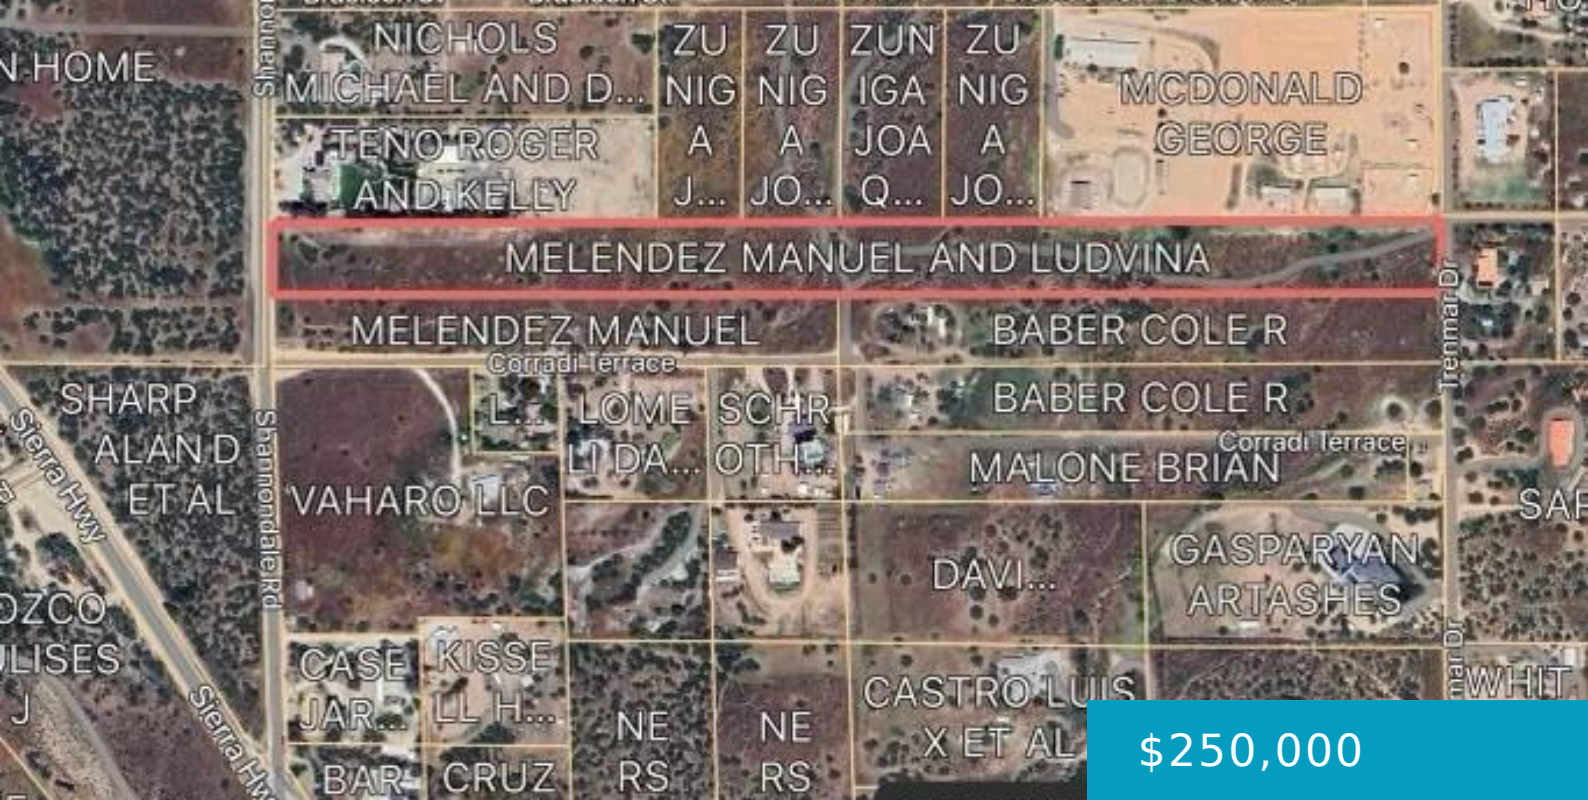 N HOME
Shannon
NICHOLS
MICHAEL AND D...
TENO ROGER
AND KELLY
ZU
NIG
A
J...
ZU
NIG
A
JO...
ZUN
IGA
JOA
Q...
ZU
NIG
A
JO...
MCDONALD
GEORGE
MELENDEZ MANUEL AND LUDVINA
MELENDEZ MANUEL
BABER COLE R
Corradi Terrace
Trenmar Dr
SHARP
ALAN D
ET AL
Sierra Hwy
Shannondale Rd
VAHARO LLC
L...
LOME
LI DA...
SCHR
OTH...
BABER COLE R
Corradi Terrace
MALONE BRIAN
DAVI...
GASPARYAN
ARTASHES
OZCO
ULISES
J
Sierra Hwy
CASE
JAR...
KISSE
LL H...
BAR
CRUZ
NE
RS
NE
RS
CASTRO LUIS
X ET AL
mar Dr
WHIT
$250,000